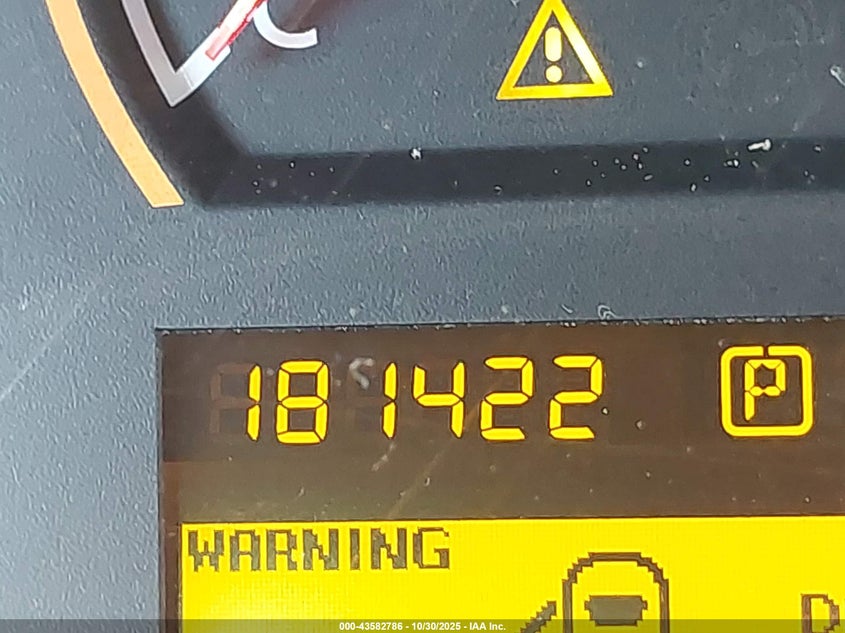 C
181422
P
WARNING
000-43582786 - 10/30/2025 - IAA Inc.